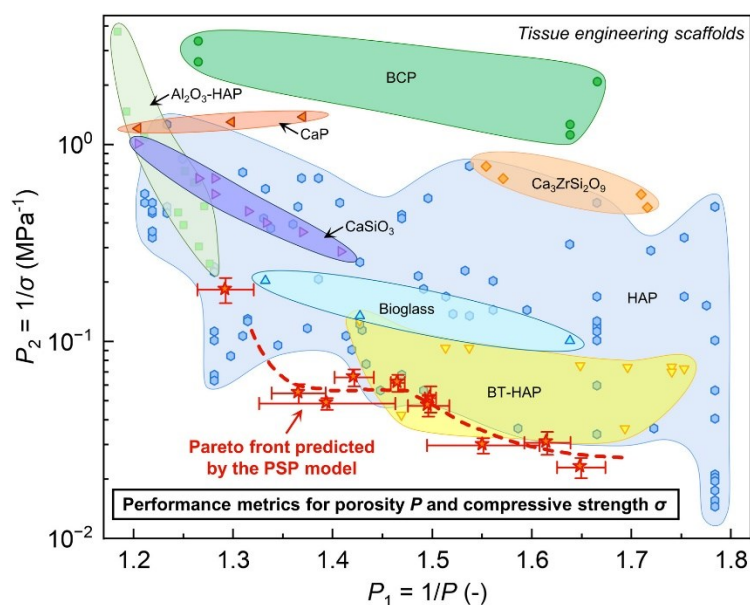 Tissue engineering scaffolds
BCP
Al₂O₃-HAP
CaP
Ca₃ZrSi₂O₉
CaSiO₃
HAP
Bioglass
BT-HAP
Pareto front predicted
by the PSP model
Performance metrics for porosity P and compressive strength σ
10⁰
10⁻¹
10⁻²
P₂ = 1/σ (MPa⁻¹)
1.2 1.3 1.4 1.5 1.6 1.7 1.8
P₁ = 1/P (-)